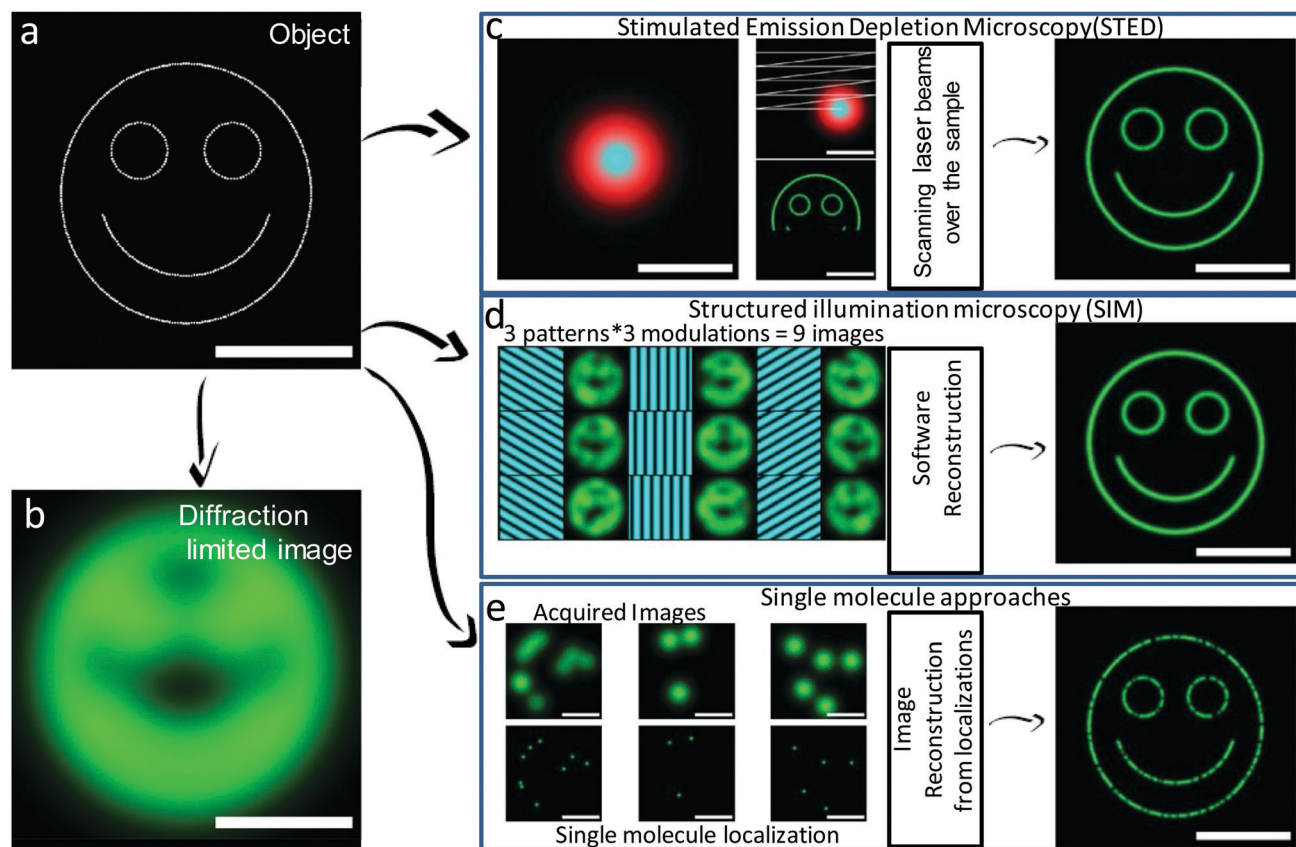 a
Object
b
Diffraction
limited image
c
Stimulated Emission Depletion Microscopy(STED)
Scanning laser beams
over the sample
d
Structured illumination microscopy (SIM)
3 patterns*3 modulations = 9 images
Software
Reconstruction
e
Single molecule approaches
Acquired Images
Single molecule localization
Image
Reconstruction
from localizations